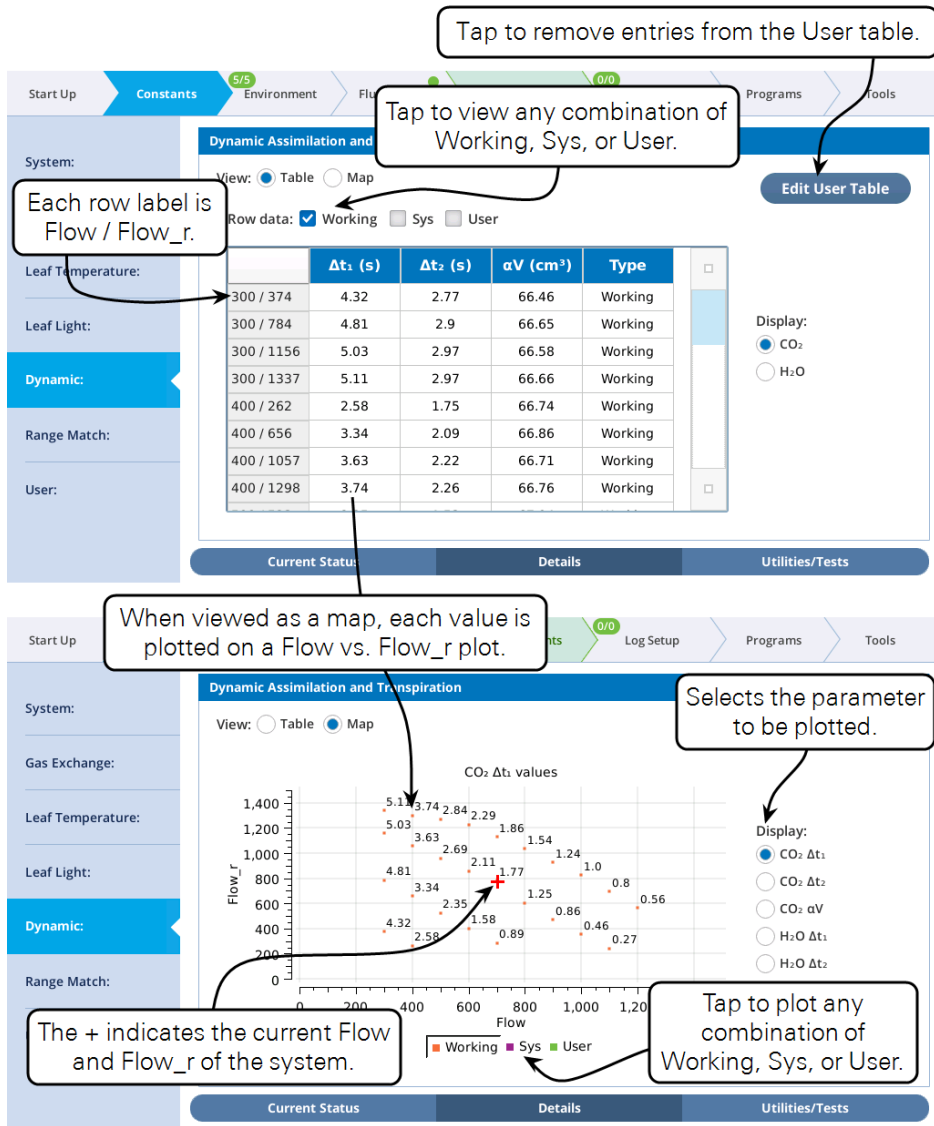 Tap to remove entries from the User table.
Start Up
Constants
5/5
Environment
Flu
0/0
Programs
Tools
Tap to view any combination of
Working, Sys, or User.
System:
Dynamic Assimilation and
View: Table Map
Edit User Table
Each row label is
Flow / Flow_r.
Row data: Working Sys User
Leaf Temperature:
Leaf Light:
Dynamic:
Range Match:
User:
Δt₁ (s) Δt₂ (s) αV (cm³) Type
300 / 374 4.32 2.77 66.46 Working
300 / 784 4.81 2.9 66.65 Working
300 / 1156 5.03 2.97 66.58 Working
300 / 1337 5.11 2.97 66.66 Working
400 / 262 2.58 1.75 66.74 Working
400 / 656 3.34 2.09 66.86 Working
400 / 1057 3.63 2.22 66.71 Working
400 / 1298 3.74 2.26 66.76 Working
Display:
CO₂
H₂O
Current Status Details Utilities/Tests
When viewed as a map, each value is
plotted on a Flow vs. Flow_r plot.
Start Up
nts
0/0
Log Setup
Programs
Tools
System:
Gas Exchange:
Leaf Temperature:
Leaf Light:
Dynamic:
Range Match:
Dynamic Assimilation and Transpiration
View: Table Map
Selects the parameter
to be plotted.
CO₂ Δt₁ values
Flow_r
1,400
1,200
1,000
800
600
400
200
0
5.11 3.74 2.84 2.29
5.03 3.63 2.69 2.11 1.86 1.54 1.24 1.0
4.81 3.34 2.35 1.77 1.25 0.8 0.56
4.32 2.58 1.58 0.89 0.86 0.46 0.27
0 200 400 600 800 1,000 1,20
Flow
Working Sys User
Display:
CO₂ Δt₁
CO₂ Δt₂
CO₂ αV
H₂O Δt₁
H₂O Δt₂
The + indicates the current Flow
and Flow_r of the system.
Tap to plot any
combination of
Working, Sys, or User.
Current Status Details Utilities/Tests